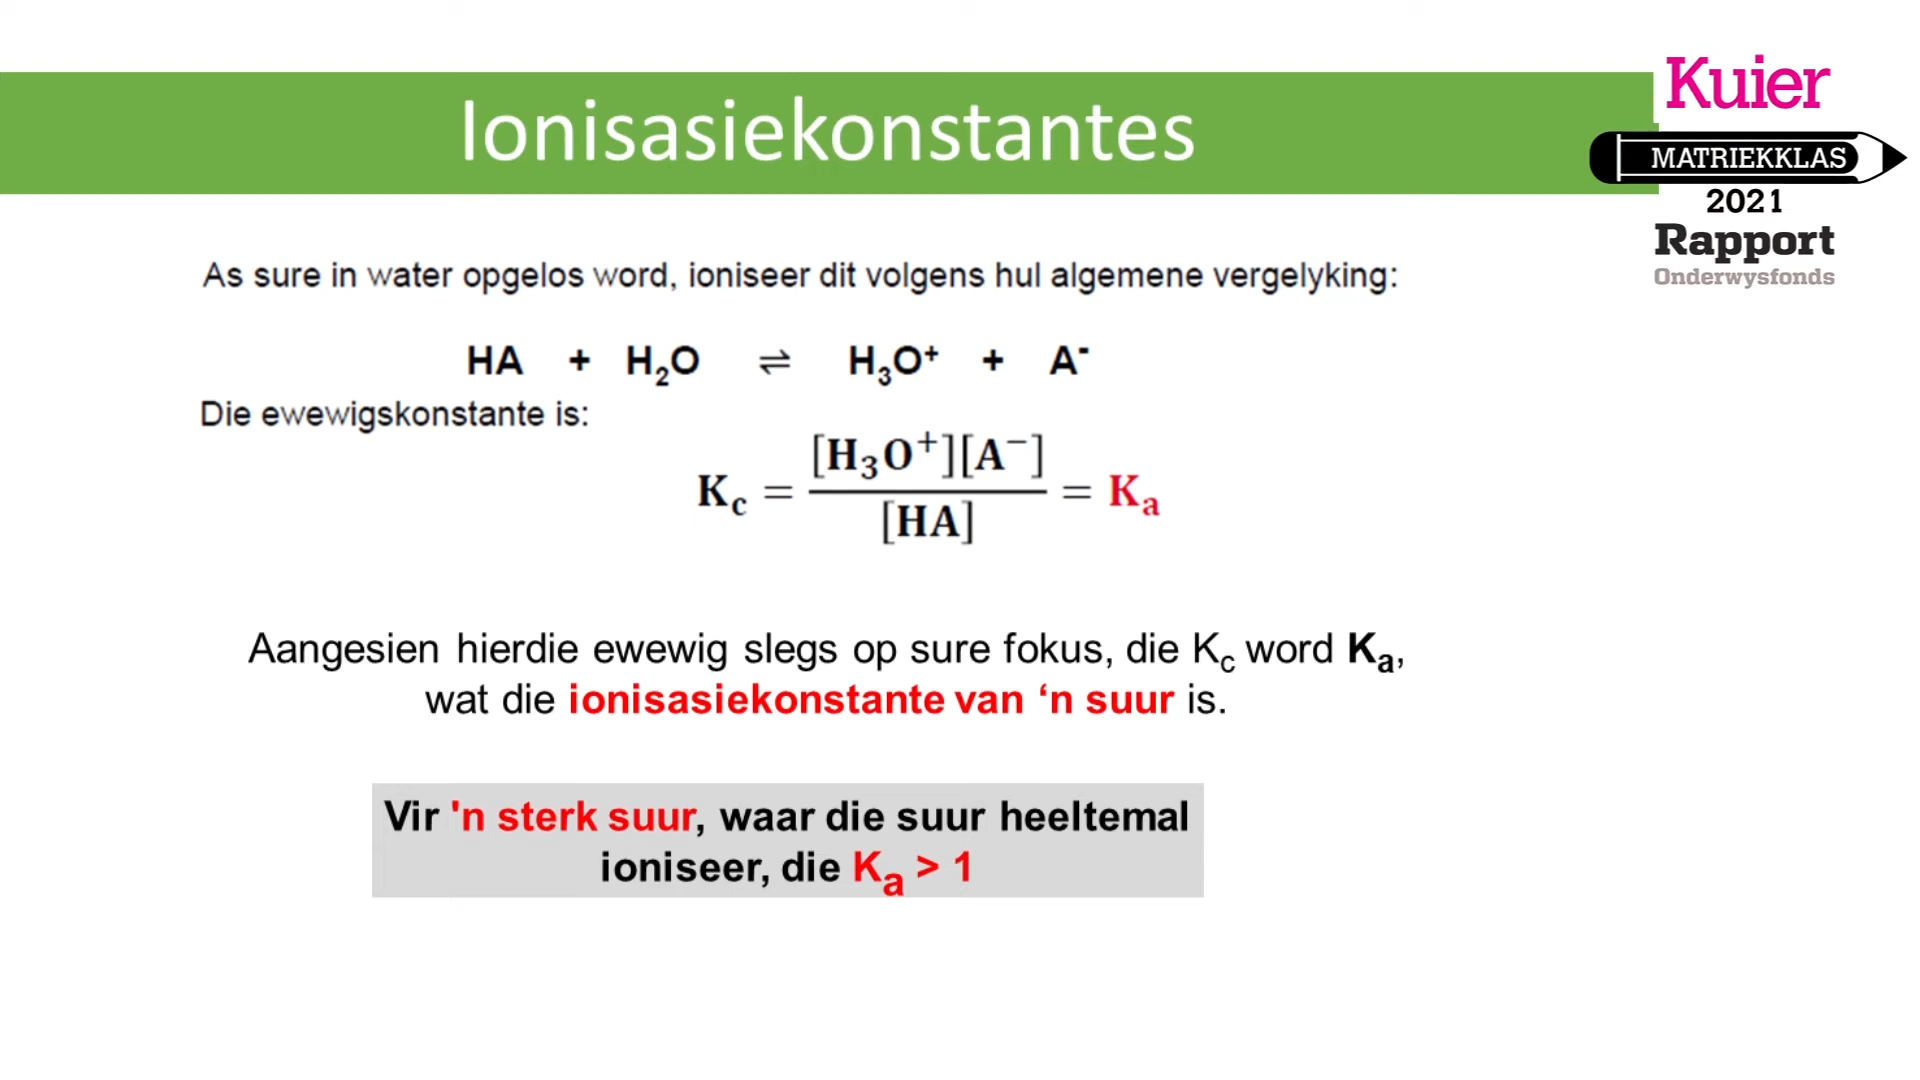 Ionisasiekonstantes
Kuier
MATRIEKKLAS
2021
Rapport
Onderwysfonds
As sure in water opgelos word, ioniseer dit volgens hul algemene vergelyking:
HA + H₂O ⇌ H₃O⁺ + A⁻
Die ewewigskonstante is:
K_c = [H₃O⁺][A⁻] / [HA] = Kₐ
Aangesien hierdie ewewig slegs op sure fokus, die K_c word Kₐ,
wat die ionisasiekonstante van ‘n suur is.
Vir 'n sterk suur, waar die suur heeltemal
ioniseer, die Kₐ > 1